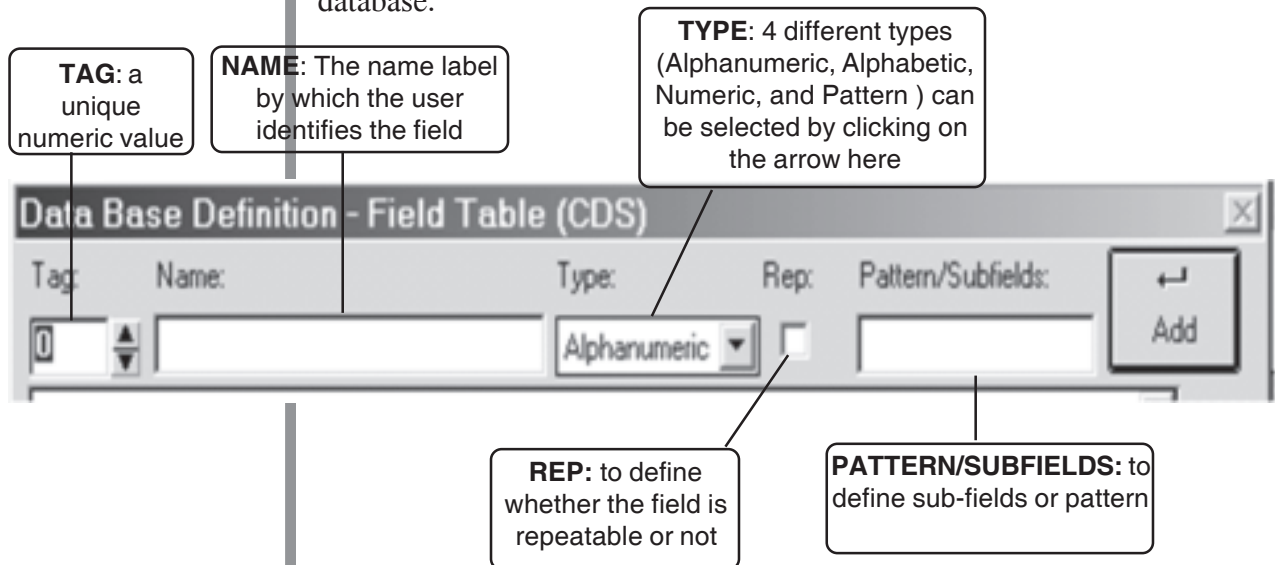 database.
TAG: a
unique
numeric value
NAME: The name label
by which the user
identifies the field
TYPE: 4 different types
(Alphanumeric, Alphabetic,
Numeric, and Pattern ) can
be selected by clicking on
the arrow here
Data Base Definition - Field Table (CDS)
Tag: Name: Type: Rep: Pattern/Subfields:
0 Alphanumeric Add
REP: to define
whether the field is
repeatable or not
PATTERN/SUBFIELDS: to
define sub-fields or pattern